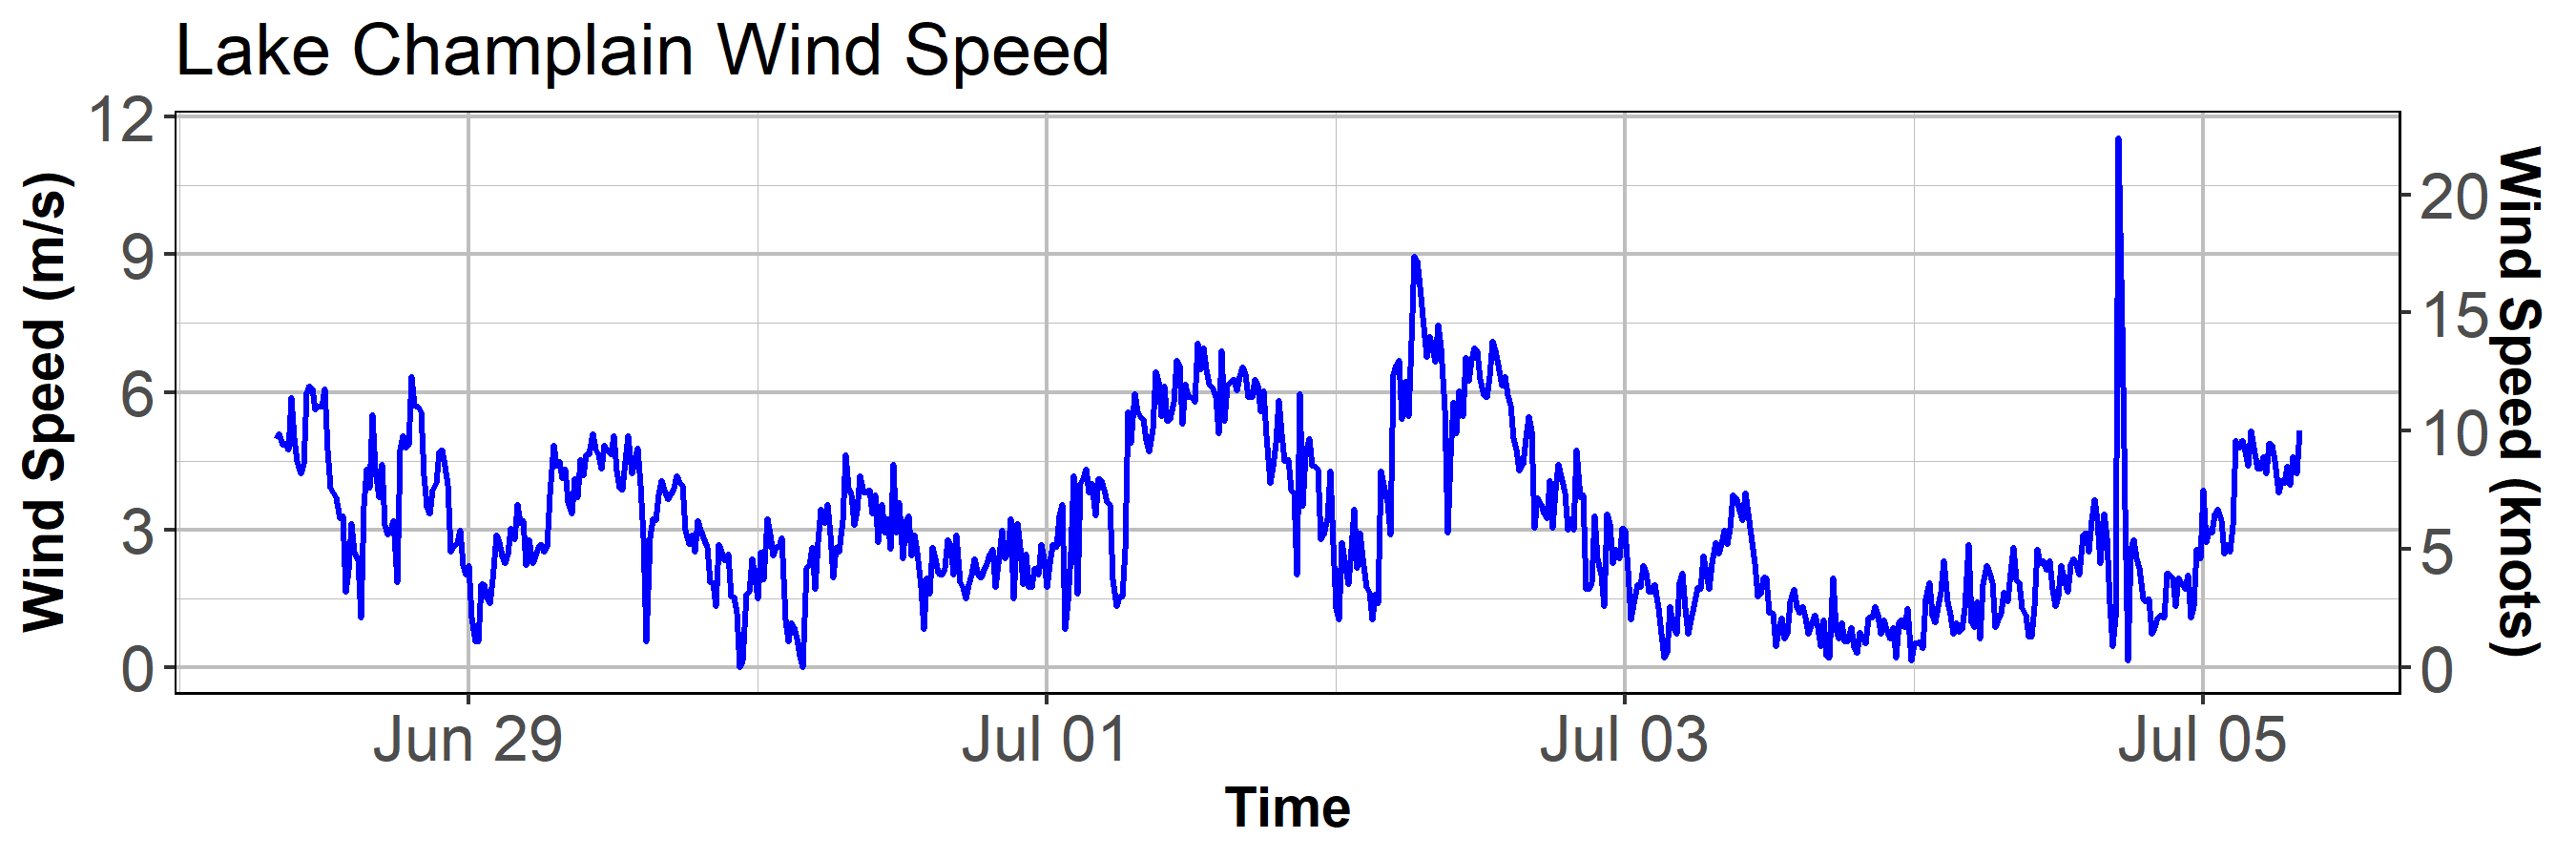 Lake Champlain Wind Speed
12
9
6
3
0
Wind Speed (m/s)
20
15
10
5
0
Wind Speed (knots)
Jun 29 Jul 01 Jul 03 Jul 05
Time